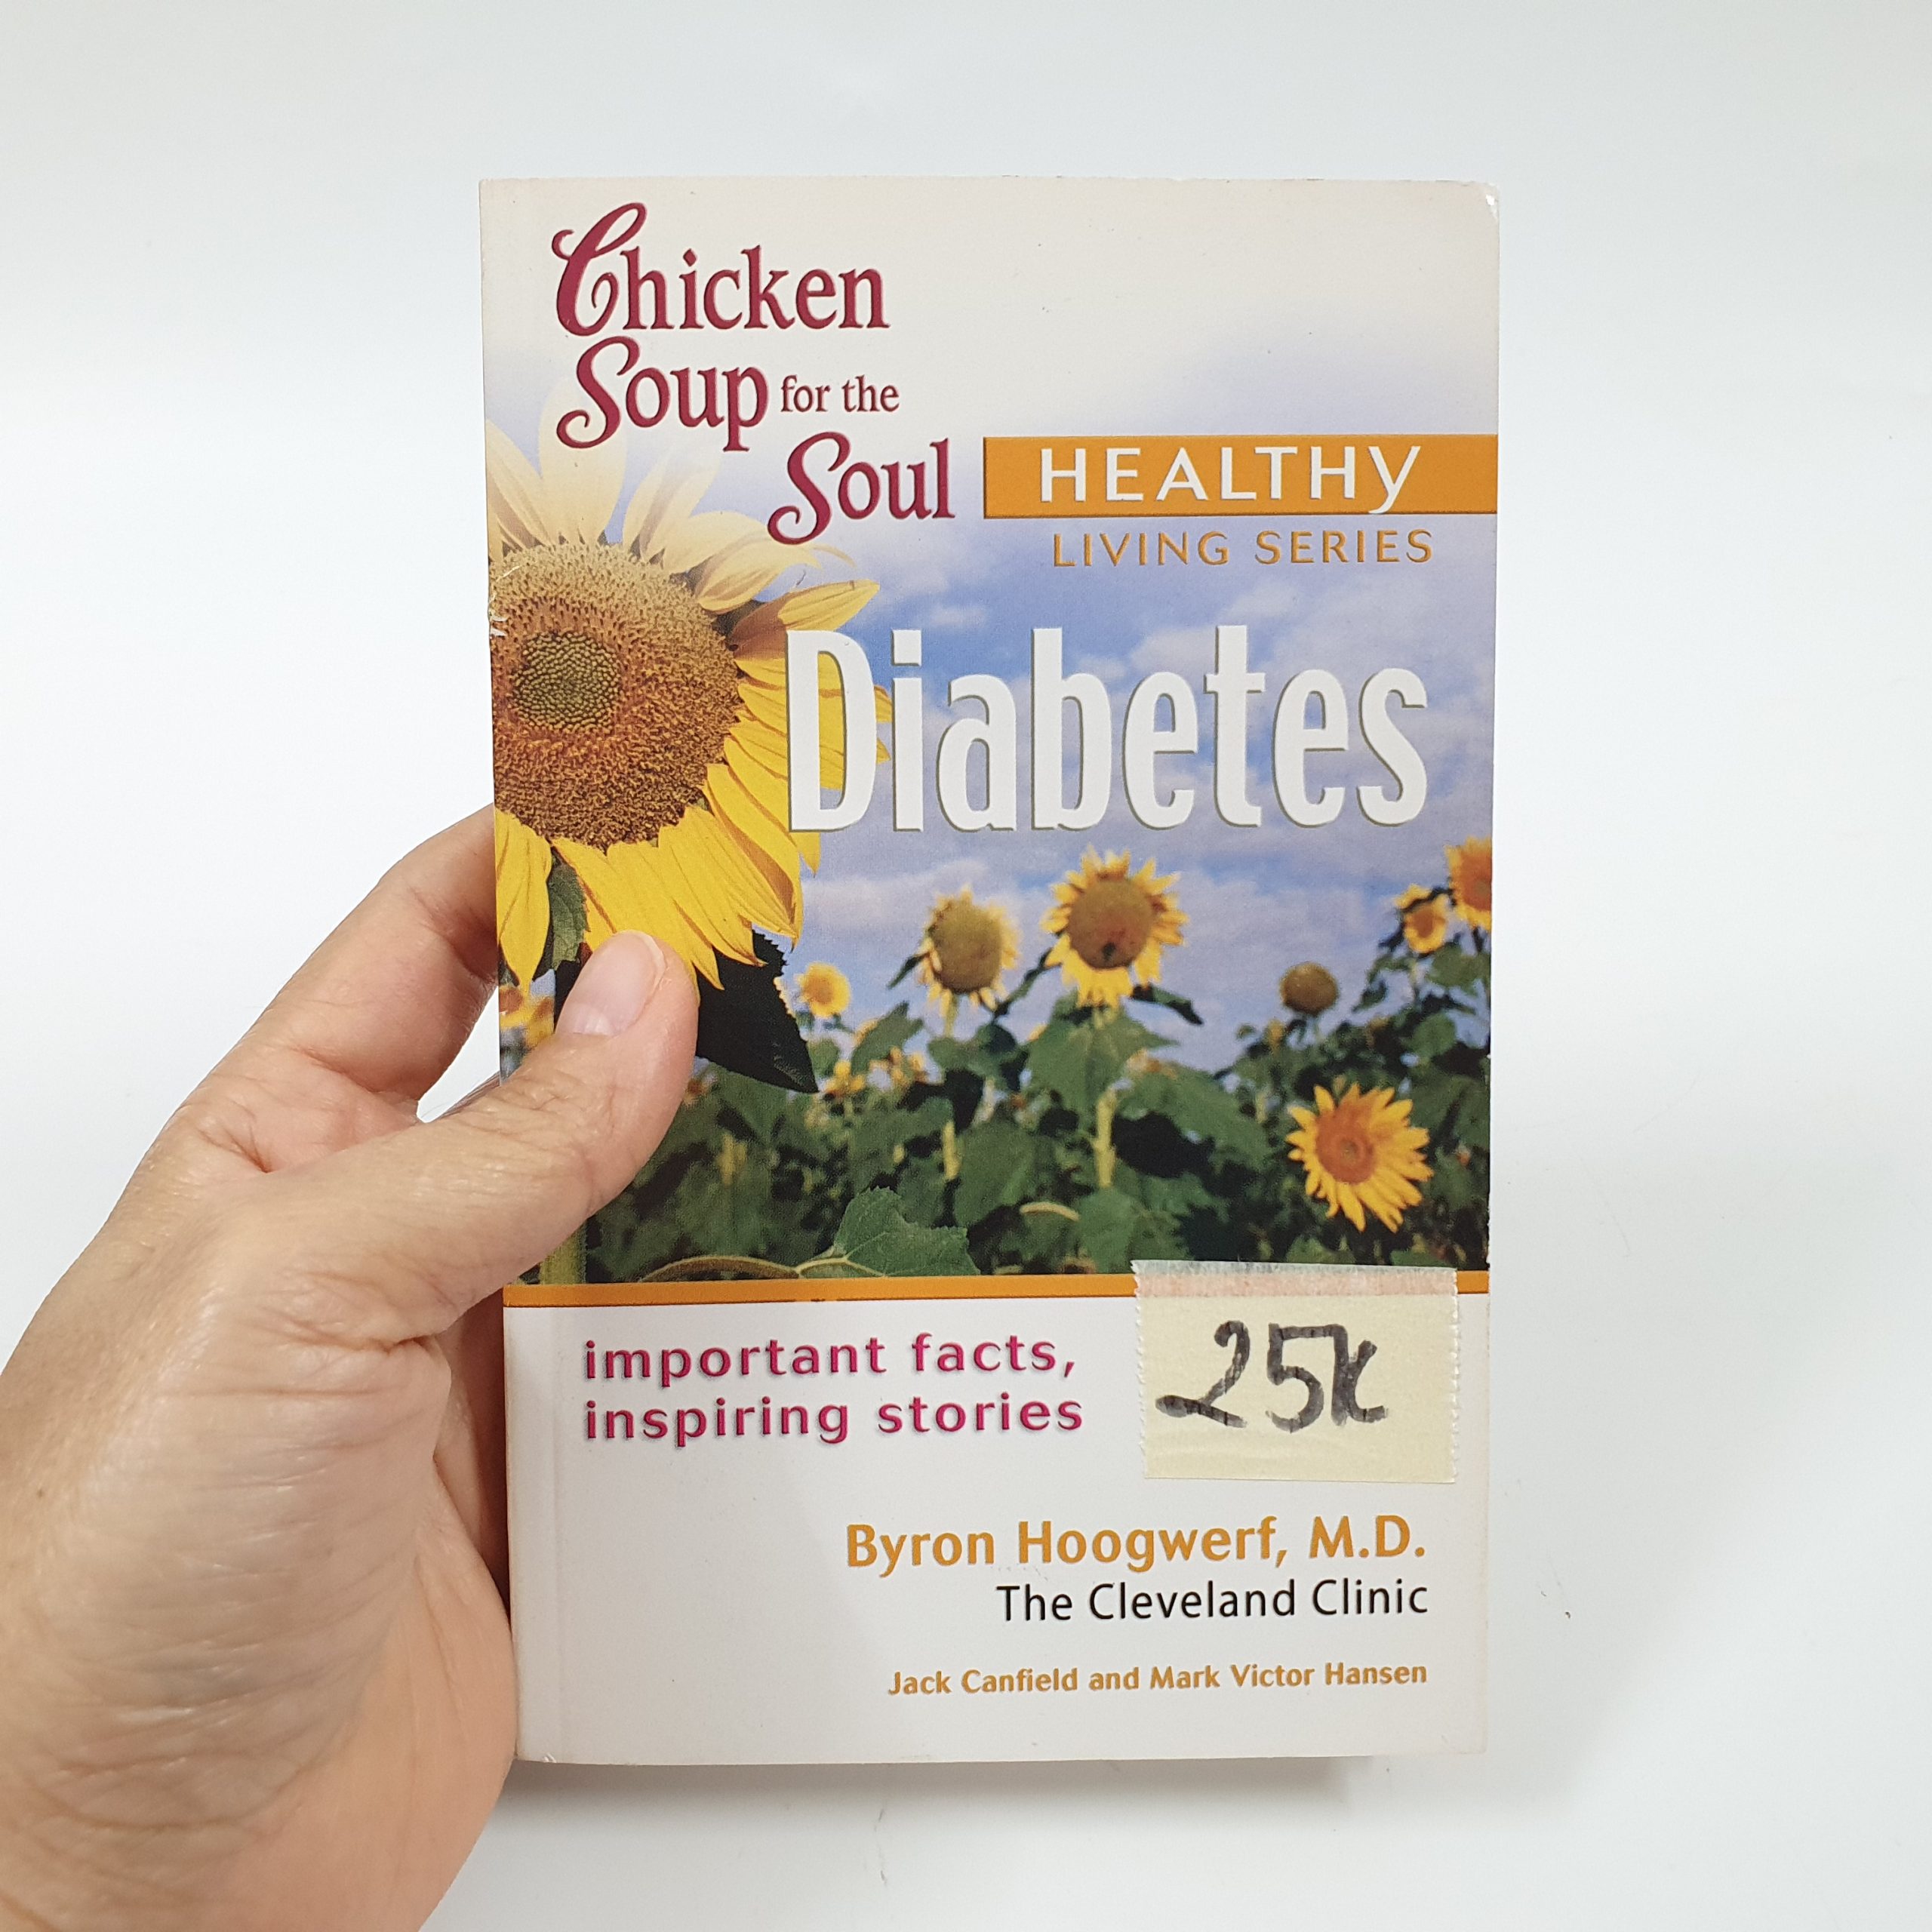 Chicken
Soup for the
Soul
HEALTHy
LIVING SERIES
Diabetes
important facts,
inspiring stories
25k
Byron Hoogwerf, M.D.
The Cleveland Clinic
Jack Canfield and Mark Victor Hansen